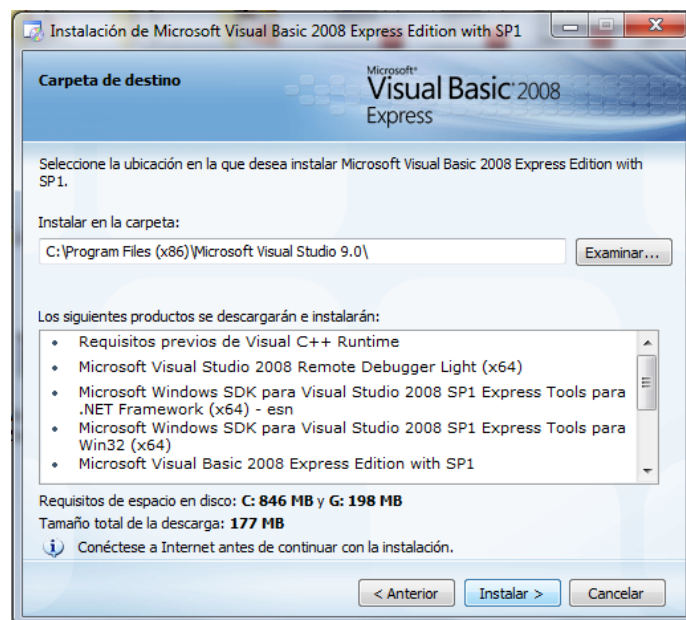 Instalación de Microsoft Visual Basic 2008 Express Edition with SP1
Carpeta de destino
Microsoft®
Visual Basic® 2008
Express
Seleccione la ubicación en la que desea instalar Microsoft Visual Basic 2008 Express Edition with
SP1.
Instalar en la carpeta:
C:\Program Files (x86)\Microsoft Visual Studio 9.0\
Examinar...
Los siguientes productos se descargarán e instalarán:
• Requisitos previos de Visual C++ Runtime
• Microsoft Visual Studio 2008 Remote Debugger Light (x64)
• Microsoft Windows SDK para Visual Studio 2008 SP1 Express Tools para
.NET Framework (x64) - esn
• Microsoft Windows SDK para Visual Studio 2008 SP1 Express Tools para
Win32 (x64)
• Microsoft Visual Basic 2008 Express Edition with SP1
Requisitos de espacio en disco: C: 846 MB y G: 198 MB
Tamaño total de la descarga: 177 MB
Conéctese a Internet antes de continuar con la instalación.
< Anterior Instalar > Cancelar